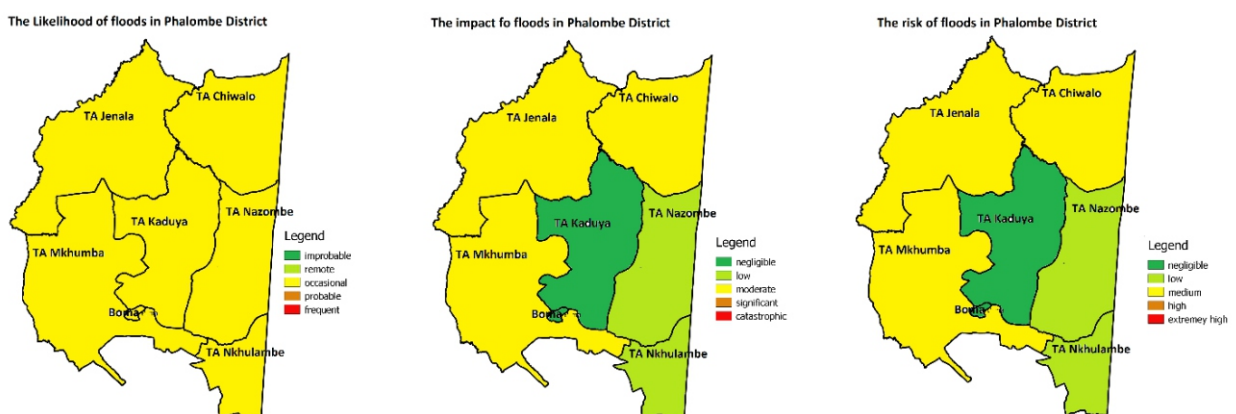 The Likelihood of floods in Phalombe District
TA Chiwalo
TA Jenala
TA Kaduya
TA Nazombe
TA Mkhumba
Boma
TA Nkhulambe
Legend
improbable
remote
occasional
probable
frequent
The impact fo floods in Phalombe District
TA Chiwalo
TA Jenala
TA Kaduya
TA Nazombe
TA Mkhumba
Boma
TA Nkhulambe
Legend
negligible
low
moderate
significant
catastrophic
The risk of floods in Phalombe District
TA Chiwalo
TA Jenala
TA Kaduya
TA Nazombe
TA Mkhumba
Boma
TA Nkhulambe
Legend
negligible
low
medium
high
extremey high